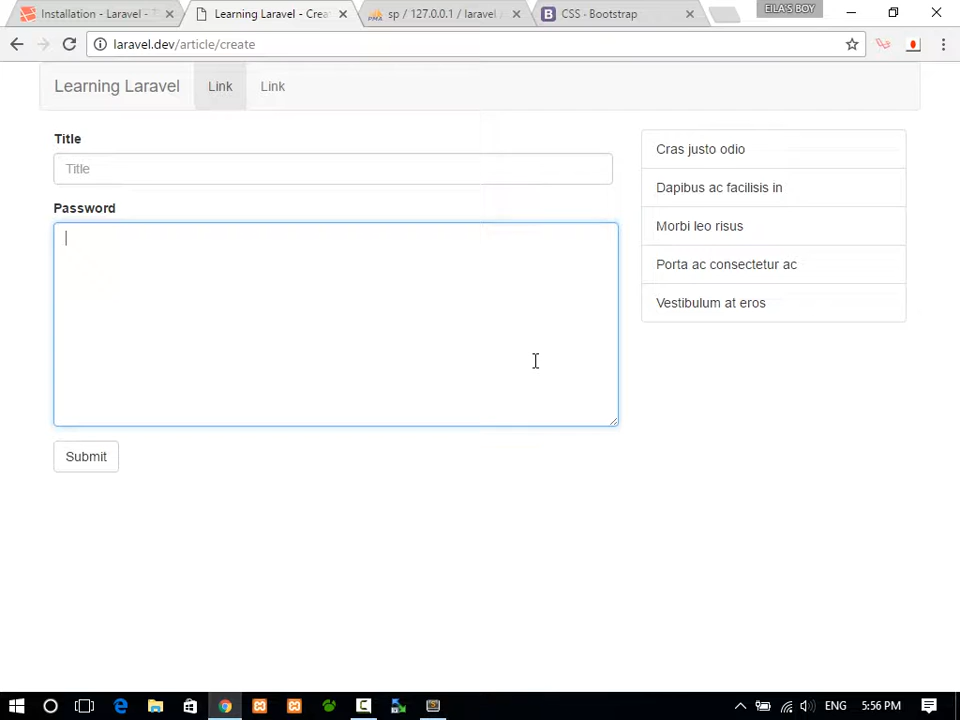 Installation - Laravel - T
Learning Laravel - Crea
sp / 127.0.0.1 / laravel
CSS · Bootstrap
EILA'S BOY
laravel.dev/article/create
Learning Laravel Link Link
Title
Title
Password
Submit
Cras justo odio
Dapibus ac facilisis in
Morbi leo risus
Porta ac consectetur ac
Vestibulum at eros
ENG 5:56 PM